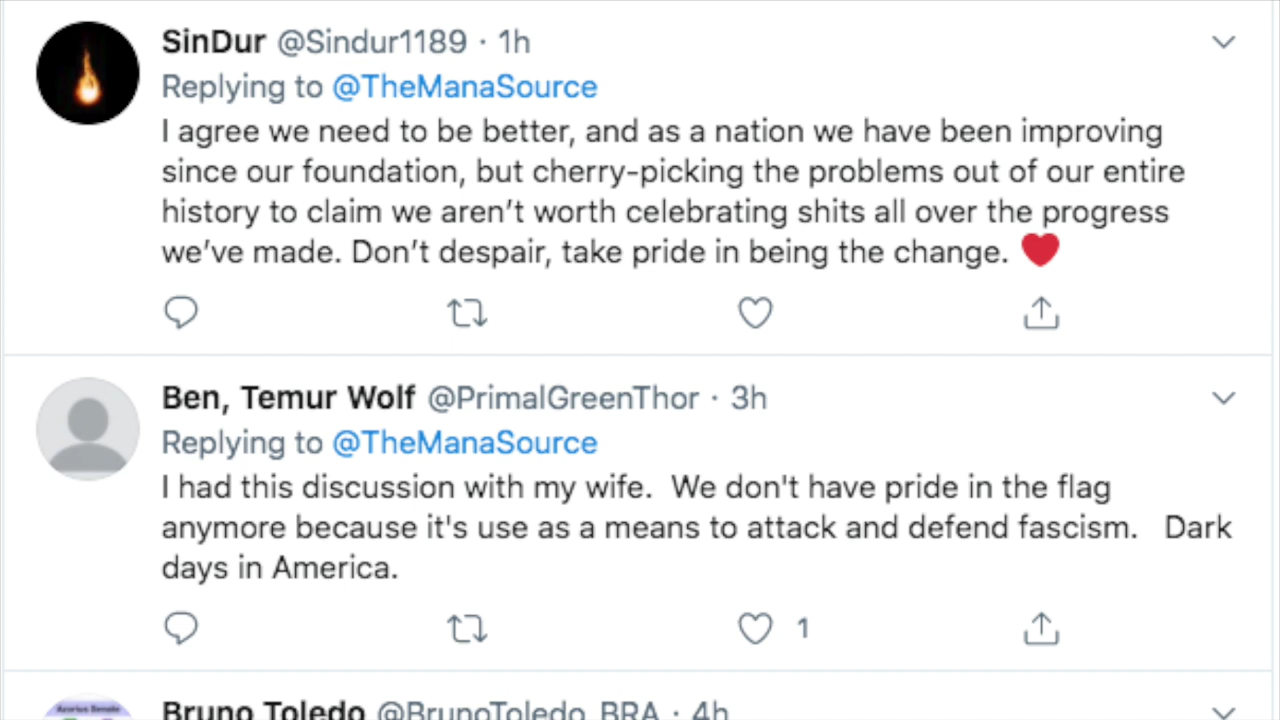 SinDur @Sindur1189 · 1h
Replying to @TheManaSource
I agree we need to be better, and as a nation we have been improving
since our foundation, but cherry-picking the problems out of our entire
history to claim we aren’t worth celebrating shits all over the progress
we’ve made. Don’t despair, take pride in being the change. ❤️
Ben, Temur Wolf @PrimalGreenThor · 3h
Replying to @TheManaSource
I had this discussion with my wife.  We don't have pride in the flag
anymore because it's use as a means to attack and defend fascism.   Dark
days in America.
1
Azorius Senate
Bruno Toledo @BrunoToledo_BRA · 4h